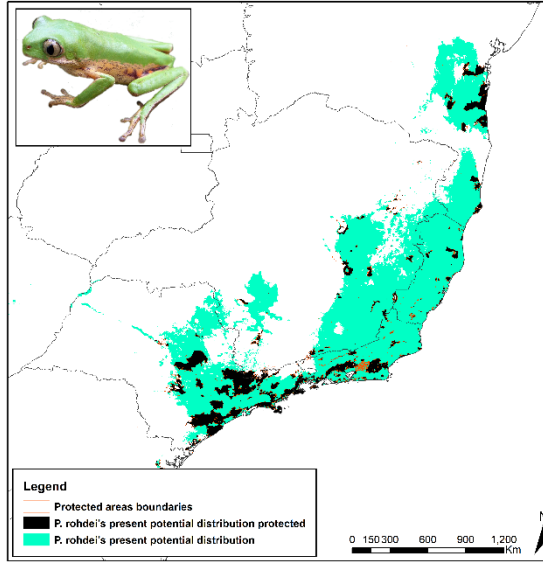 Legend
Protected areas boundaries
P. rohdei's present potential distribution protected
P. rohdei's present potential distribution
0 150 300 600 900 1,200
Km
N